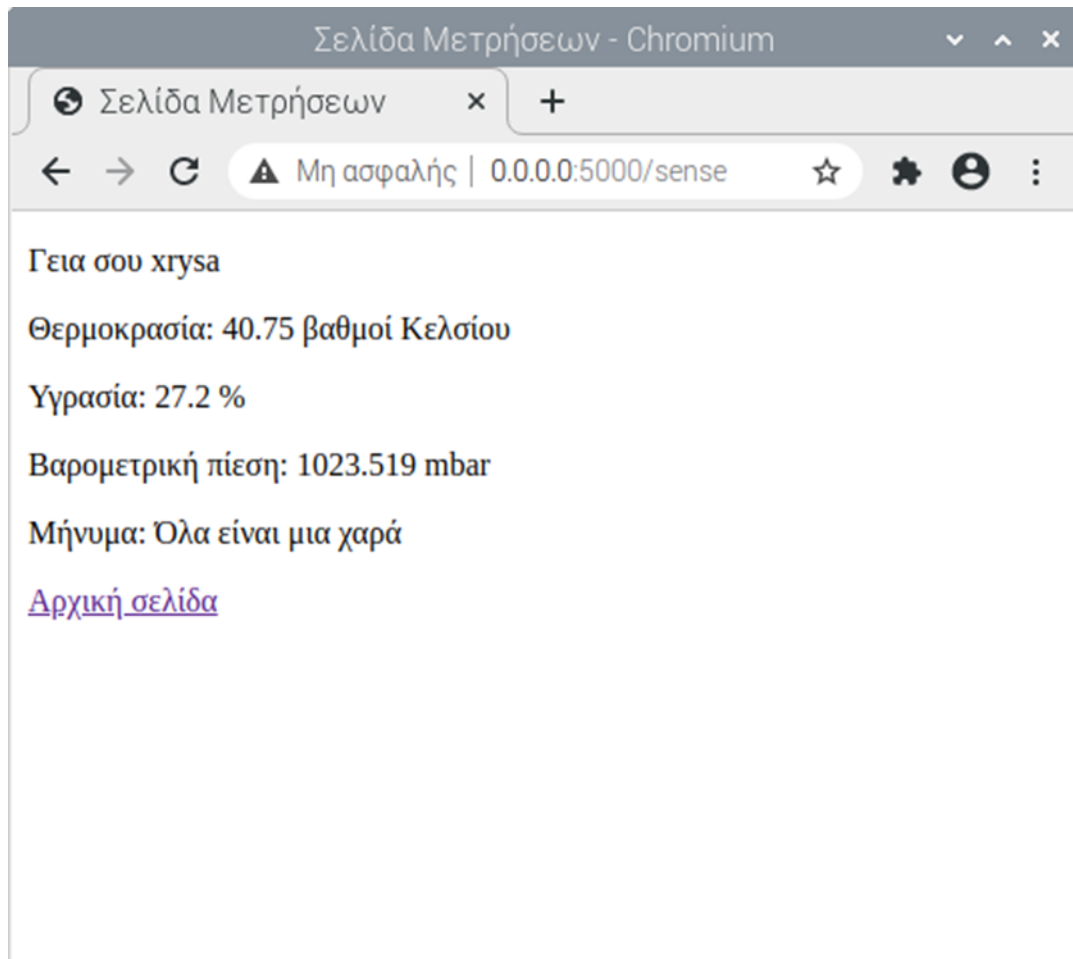 Σελίδα Μετρήσεων - Chromium
Σελίδα Μετρήσεων
Μη ασφαλής | 0.0.0.0:5000/sense
Γεια σου xrysa
Θερμοκρασία: 40.75 βαθμοί Κελσίου
Υγρασία: 27.2 %
Βαρομετρική πίεση: 1023.519 mbar
Μήνυμα: Όλα είναι μια χαρά
Αρχική σελίδα